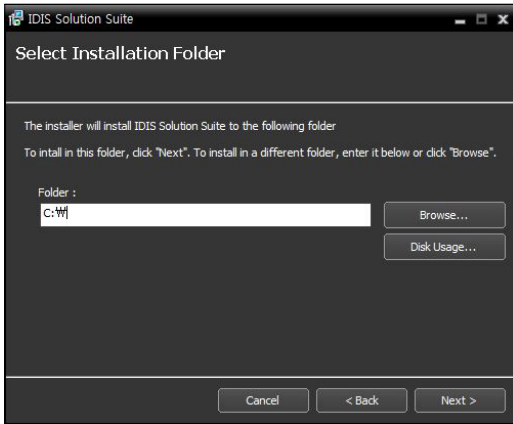 IDIS Solution Suite
Select Installation Folder
The installer will install IDIS Solution Suite to the following folder
To intall in this folder, click "Next". To install in a different folder, enter it below or click "Browse".
Folder :
C:₩
Browse...
Disk Usage...
Cancel
< Back
Next >